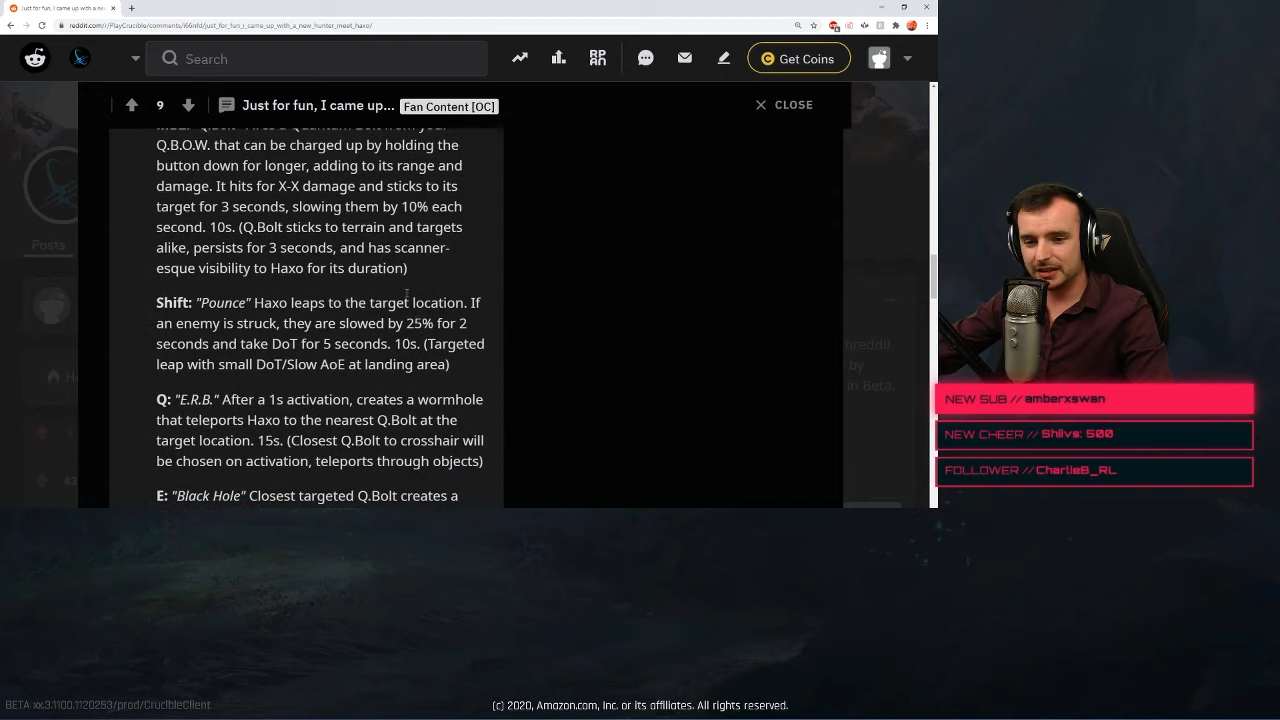 Just for fun, I came up with a ne
reddit.com/r/PlayCrucible/comments/i66nfd/just_for_fun_i_came_up_with_a_new_hunter_meet_haxo/
Search
Get Coins
9
Just for fun, I came up...
Fan Content [OC]
CLOSE
Q.B.O.W. that can be charged up by holding the
button down for longer, adding to its range and
damage. It hits for X-X damage and sticks to its
target for 3 seconds, slowing them by 10% each
second. 10s. (Q.Bolt sticks to terrain and targets
alike, persists for 3 seconds, and has scanner-
esque visibility to Haxo for its duration)
Shift: "Pounce" Haxo leaps to the target location. If
an enemy is struck, they are slowed by 25% for 2
seconds and take DoT for 5 seconds. 10s. (Targeted
leap with small DoT/Slow AoE at landing area)
Q: "E.R.B." After a 1s activation, creates a wormhole
that teleports Haxo to the nearest Q.Bolt at the
target location. 15s. (Closest Q.Bolt to crosshair will
be chosen on activation, teleports through objects)
E: "Black Hole" Closest targeted Q.Bolt creates a
Posts
hreddit
by
in Beta.
43
NEW SUB // amberxswan
NEW CHEER // Shiivs: 500
FOLLOWER // CharlieB_RL
BETA xx.3.1100.1120253/prod/CrucibleClient
(c) 2020, Amazon.com, Inc. or its affiliates. All rights reserved.